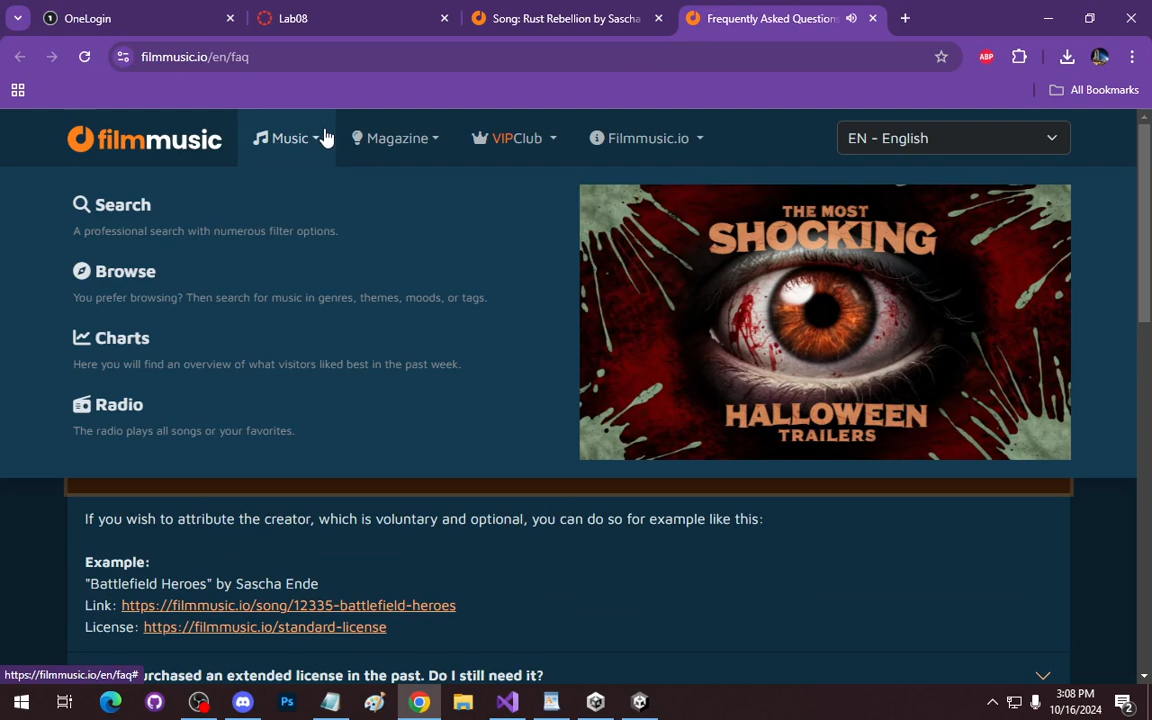 OneLogin
Lab08
Song: Rust Rebellion by Sascha
Frequently Asked Questions
filmmusic.io/en/faq
ABP
All Bookmarks
filmmusic
Music
Magazine
VIPClub
Filmmusic.io
EN - English
Search
A professional search with numerous filter options.
Browse
You prefer browsing? Then search for music in genres, themes, moods, or tags.
Charts
Here you will find an overview of what visitors liked best in the past week.
Radio
The radio plays all songs or your favorites.
THE MOST
SHOCKING
HALLOWEEN
TRAILERS
If you wish to attribute the creator, which is voluntary and optional, you can do so for example like this:
Example:
"Battlefield Heroes" by Sascha Ende
Link: https://filmmusic.io/song/12335-battlefield-heroes
License: https://filmmusic.io/standard-license
urchased an extended license in the past. Do I still need it?
https://filmmusic.io/en/faq#
Ps
3:08 PM
10/16/2024
2